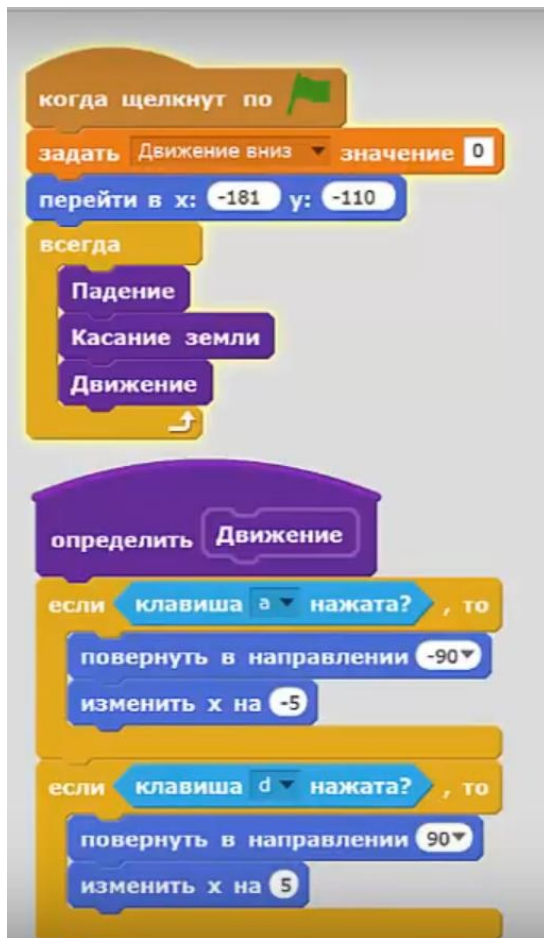 когда щелкнут по
задать Движение вниз значение 0
перейти в x: -181 y: -110
всегда
Падение
Касание земли
Движение
определить Движение
если клавиша a нажата? , то
повернуть в направлении -90
изменить x на -5
если клавиша d нажата? , то
повернуть в направлении 90
изменить x на 5